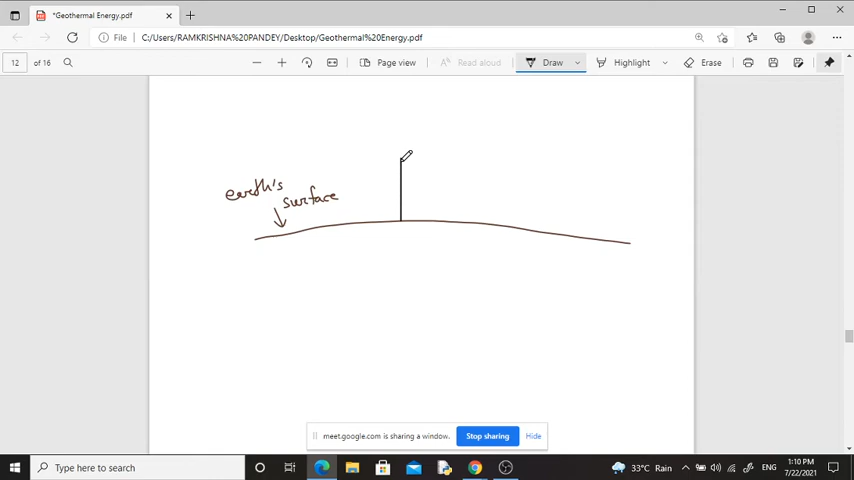 *Geothermal Energy.pdf
File
C:/Users/RAMKRISHNA%20PANDEY/Desktop/Geothermal%20Energy.pdf
12 of 16
Page view
Read aloud
Draw
Highlight
Erase
earth's
surface
meet.google.com is sharing a window.
Stop sharing
Hide
Type here to search
33°C Rain
ENG
1:10 PM
7/22/2021